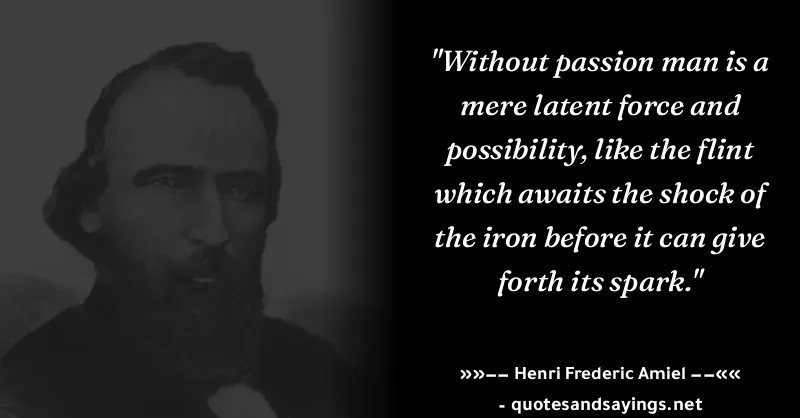 "Without passion man is a
mere latent force and
possibility, like the flint
which awaits the shock of
the iron before it can give
forth its spark."
»»−− Henri Frederic Amiel −−««
- quotesandsayings.net